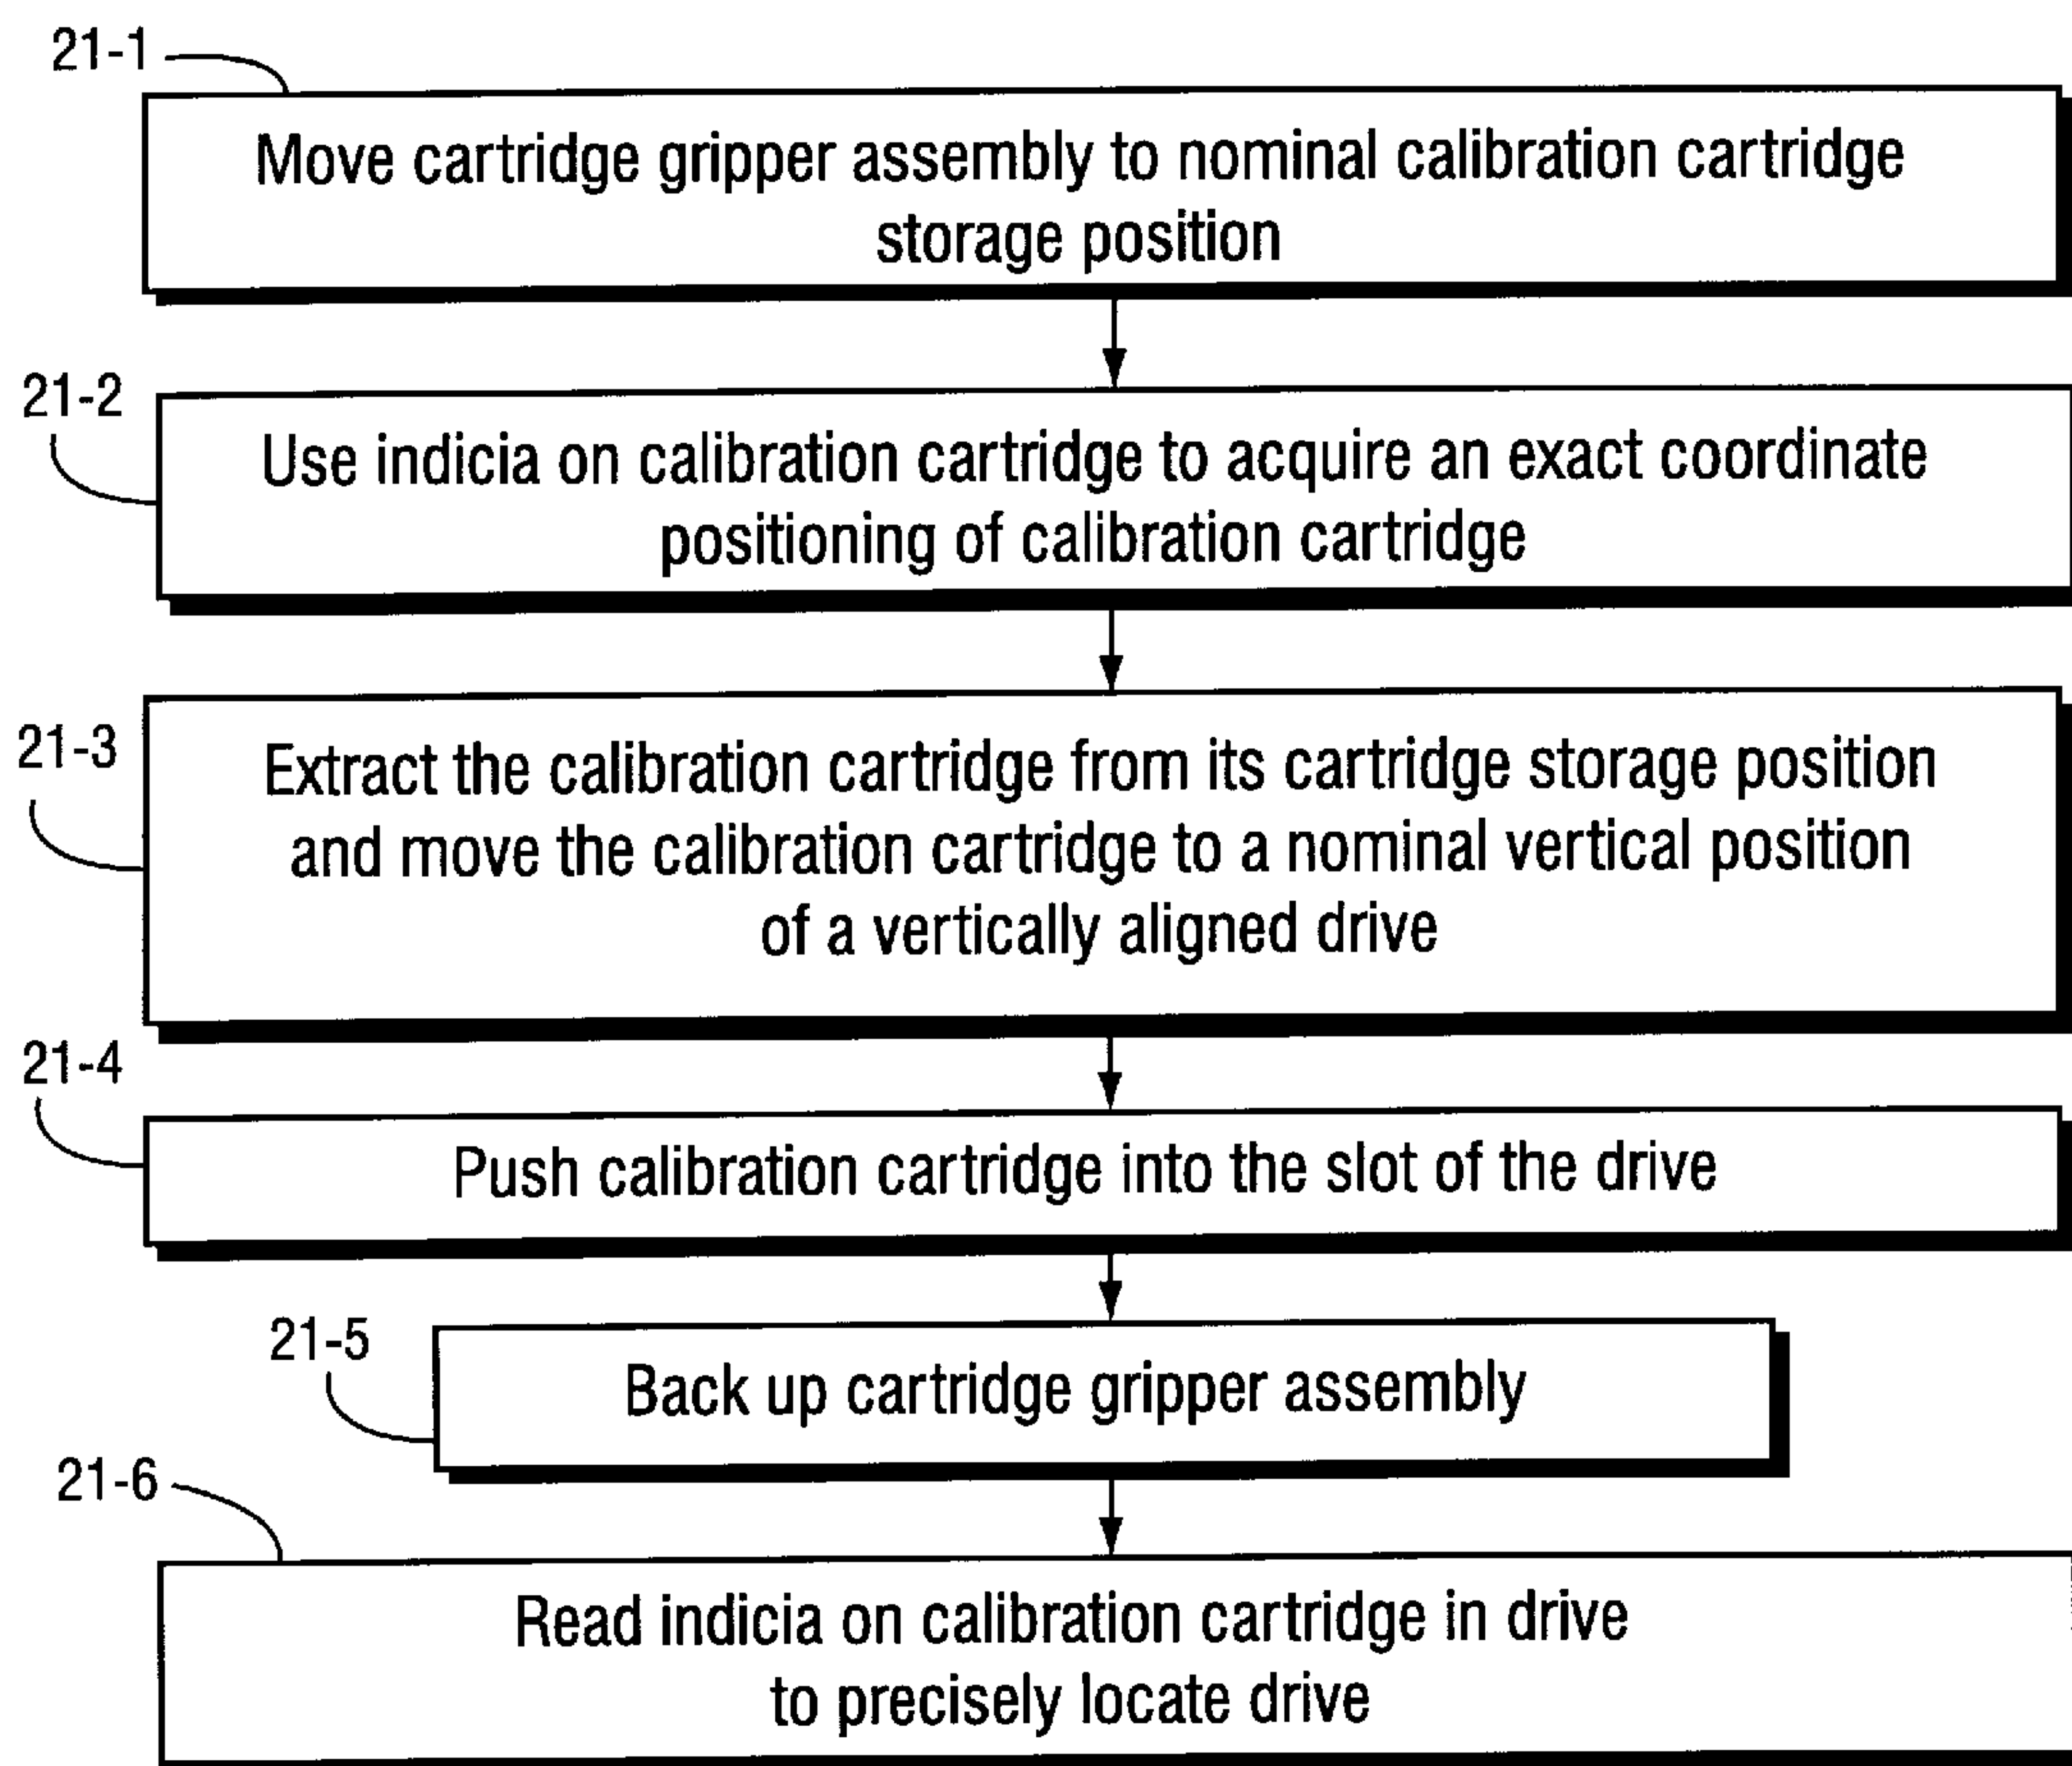 21-1
Move cartridge gripper assembly to nominal calibration cartridge
storage position
21-2
Use indicia on calibration cartridge to acquire an exact coordinate
positioning of calibration cartridge
21-3
Extract the calibration cartridge from its cartridge storage position
and move the calibration cartridge to a nominal vertical position
of a vertically aligned drive
21-4
Push calibration cartridge into the slot of the drive
21-5
Back up cartridge gripper assembly
21-6
Read indicia on calibration cartridge in drive
to precisely locate drive